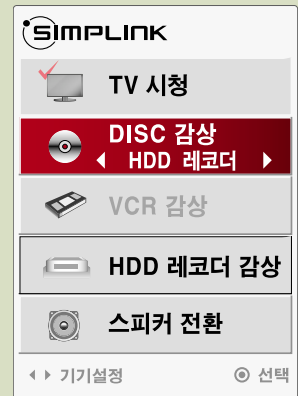 SIMPLINK
TV 시청
DISC 감상
◀ HDD 레코더 ▶
VCR 감상
HDD 레코더 감상
스피커 전환
◀ ▶ 기기설정 ◉ 선택